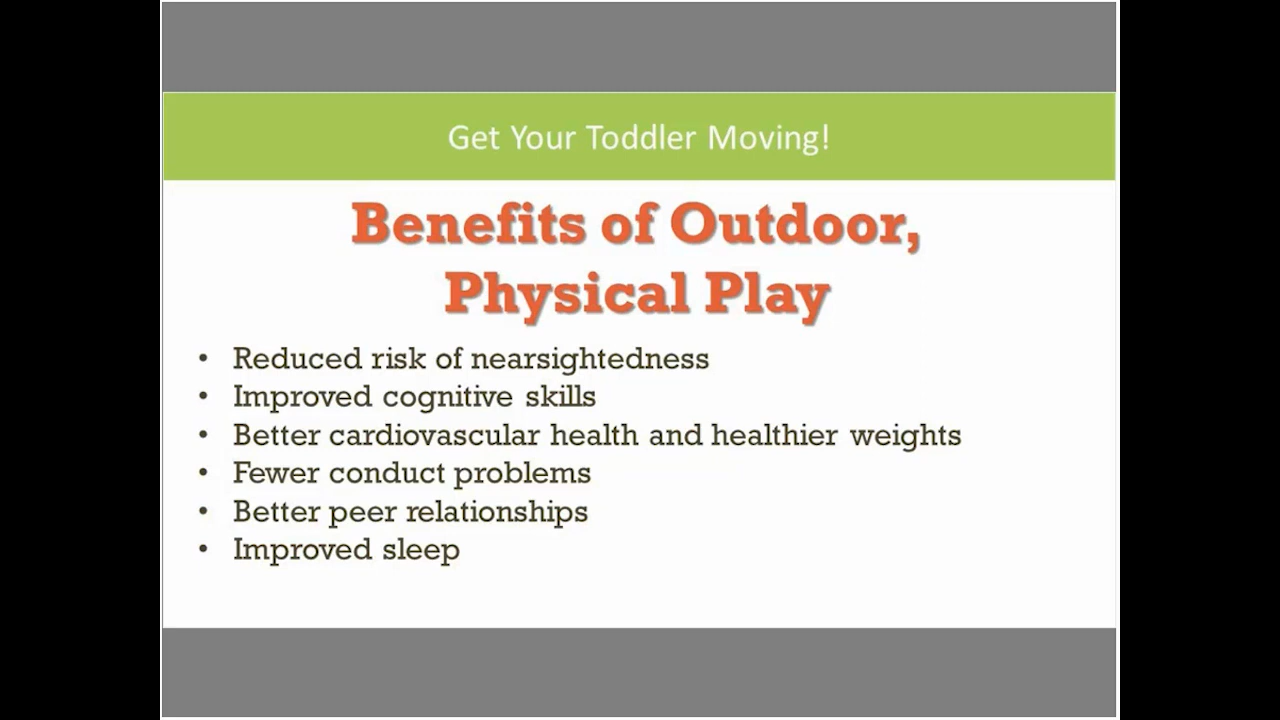 Get Your Toddler Moving!
Benefits of Outdoor,
Physical Play
• Reduced risk of nearsightedness
• Improved cognitive skills
• Better cardiovascular health and healthier weights
• Fewer conduct problems
• Better peer relationships
• Improved sleep